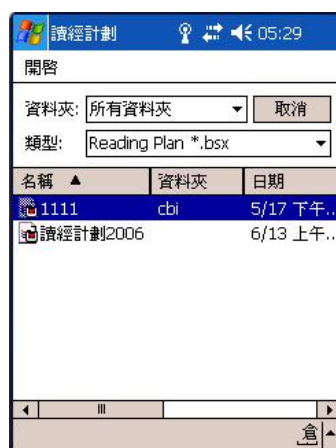 讀經計劃 05:29
開啓
資料夾: 所有資料夾 取消
類型: Reading Plan *.bsx
名稱 ▲ 資料夾 日期
1111 cbi 5/17 下午..
讀經計劃2006 6/13 上午..
倉